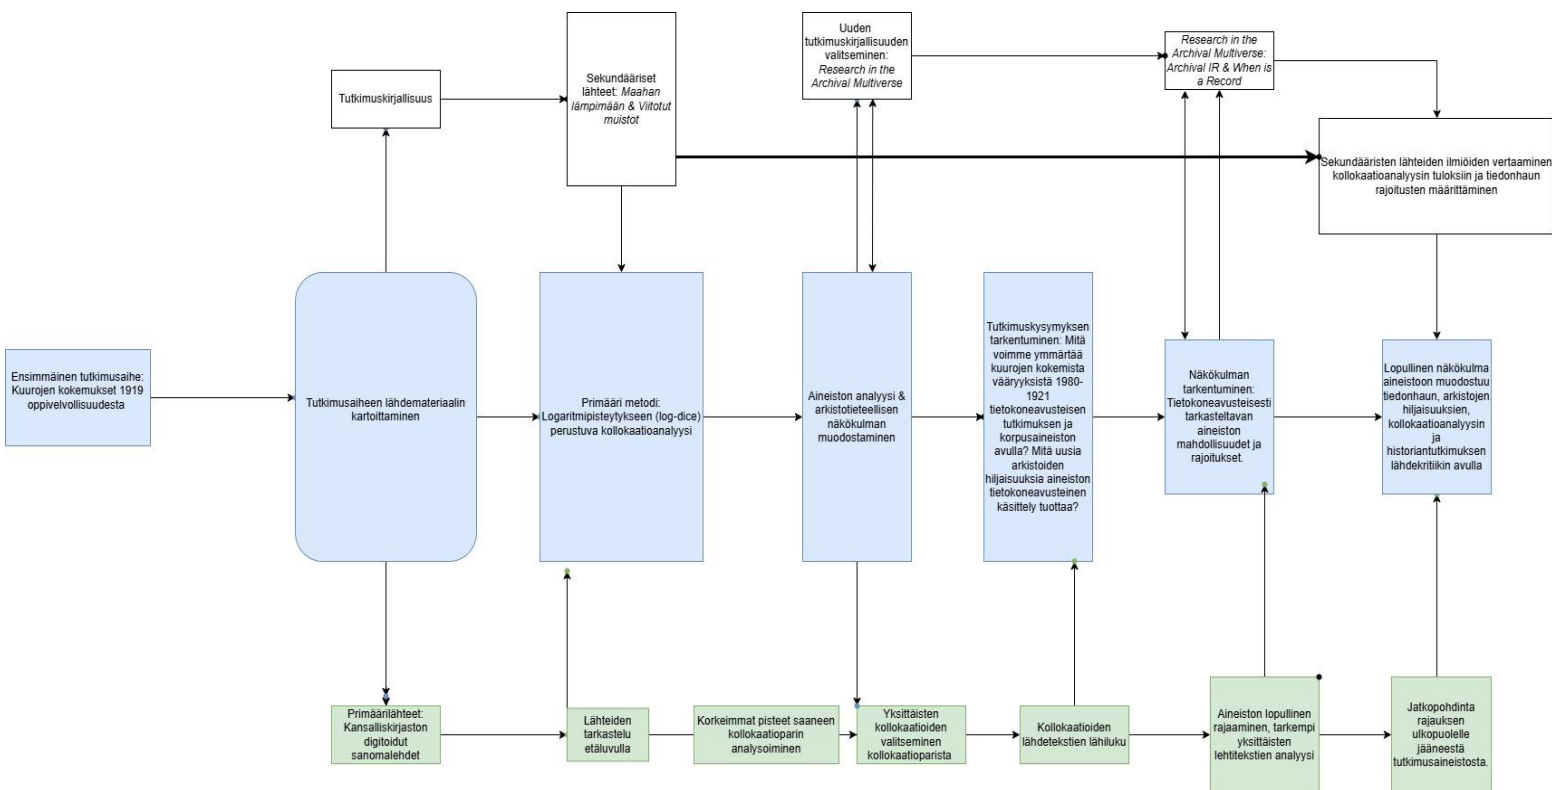 Tutkimuskirjallisuus
Sekundääriset
lähteet: Maahan
lämpimään & Viitotut
muistot
Uuden
tutkimuskirjallisuuden
valitseminen:
Research in the
Archival Multiverse
Research in the
Archival Multiverse:
Archival IR & When is
a Record
Sekundääristen lähteiden ilmiöiden vertaaminen
kollokaatioanalyysin tuloksiin ja tiedonhaun
rajoitusten määrittäminen
Ensimmäinen tutkimusaihe:
Kuurojen kokemukset 1919
oppivelvollisuudesta
Tutkimusaiheen lähdemateriaalin
kartoittaminen
Primääri metodi:
Logaritmipisteytykseen (log-dice)
perustuva kollokaatioanalyysi
Aineiston analyysi &
arkistotieteellisen
näkökulman
muodostaminen
Tutkimuskysymyksen
tarkentuminen: Mitä
voimme ymmärtää
kuurojen kokemista
vääryyksistä 1980-
1921
tietokoneavusteisen
tutkimuksen ja
korpusaineiston
avulla? Mitä uusia
arkistoiden
hiljaisuuksia aineiston
tietokoneavusteinen
käsittely tuottaa?
Näkökulman
tarkentuminen:
Tietokoneavusteisesti
tarkasteltavan
aineiston
mahdollisuudet ja
rajoitukset.
Lopullinen näkökulma
aineistoon muodostuu
tiedonhaun, arkistojen
hiljaisuuksien,
kollokaatioanalyysin
ja
historiantutkimuksen
lähdekritiikin avulla
Primäärilähteet:
Kansalliskirjaston
digitoidut
sanomalehdet
Lähteiden
tarkastelu
etäluvulla
Korkeimmat pisteet saaneen
kollokaatioparin
analysoiminen
Yksittäisten
kollokaatioiden
valitseminen
kollokaatioparista
Kollokaatioiden
lähdetekstien lähiluku
Aineiston lopullinen
rajaaminen, tarkempi
yksittäisten
lehtitekstien analyysi
Jatkopohdinta
rajauksen
ulkopuolelle
jääneestä
tutkimusaineistosta.